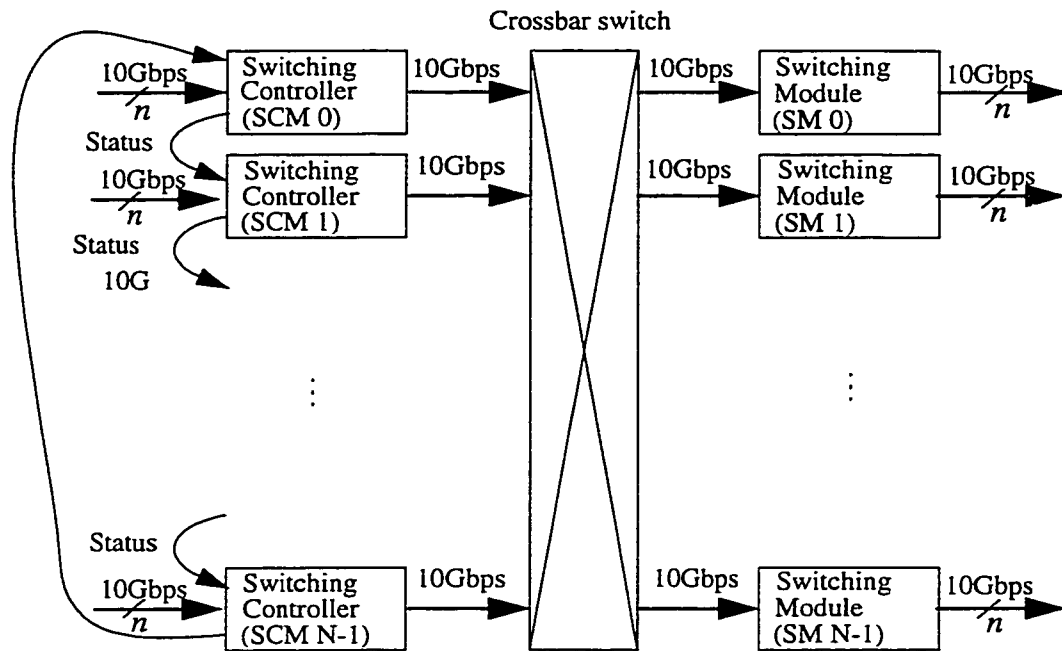 Crossbar switch
10Gbps
n
Switching
Controller
(SCM 0)
10Gbps
10Gbps
Switching
Module
(SM 0)
10Gbps
n
Status
10Gbps
n
Switching
Controller
(SCM 1)
10Gbps
10Gbps
Switching
Module
(SM 1)
10Gbps
n
Status
10G
Status
10Gbps
n
Switching
Controller
(SCM N-1)
10Gbps
10Gbps
Switching
Module
(SM N-1)
10Gbps
n